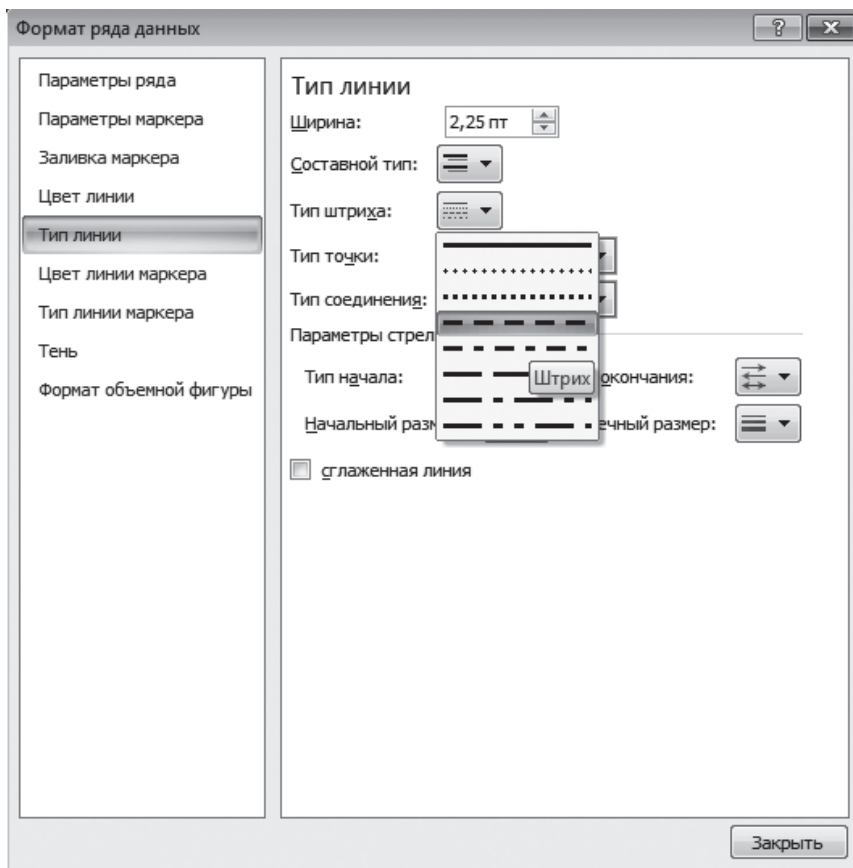 Формат ряда данных
Параметры ряда
Параметры маркера
Заливка маркера
Цвет линии
Тип линии
Цвет линии маркера
Тип линии маркера
Тень
Формат объемной фигуры
Тип линии
Ширина: 2,25 пт
Составной тип:
Тип штриха:
Тип точки:
Тип соединения:
Параметры стрел
Тип начала: Штрих окончания:
Начальный разм ечный размер:
сглаженная линия
Закрыть